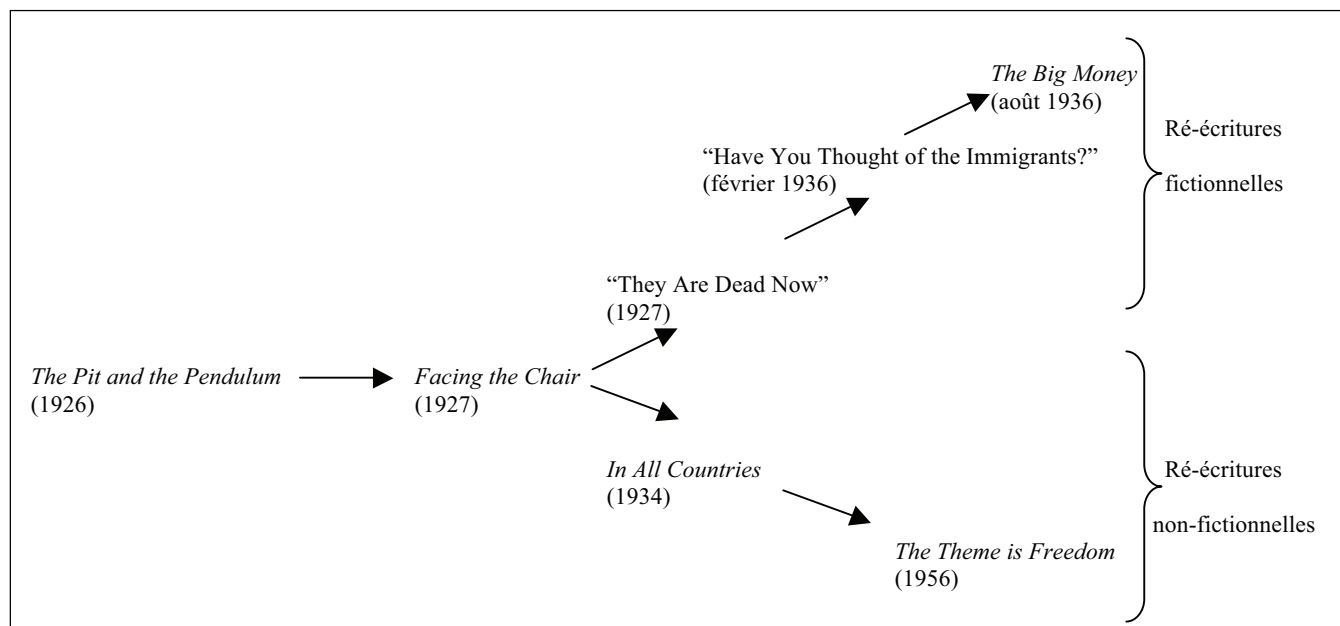 The Big Money
(août 1936)
Ré-écritures
fictionnelles
“Have You Thought of the Immigrants?”
(février 1936)
“They Are Dead Now”
(1927)
The Pit and the Pendulum
(1926)
Facing the Chair
(1927)
In All Countries
(1934)
Ré-écritures
non-fictionnelles
The Theme is Freedom
(1956)